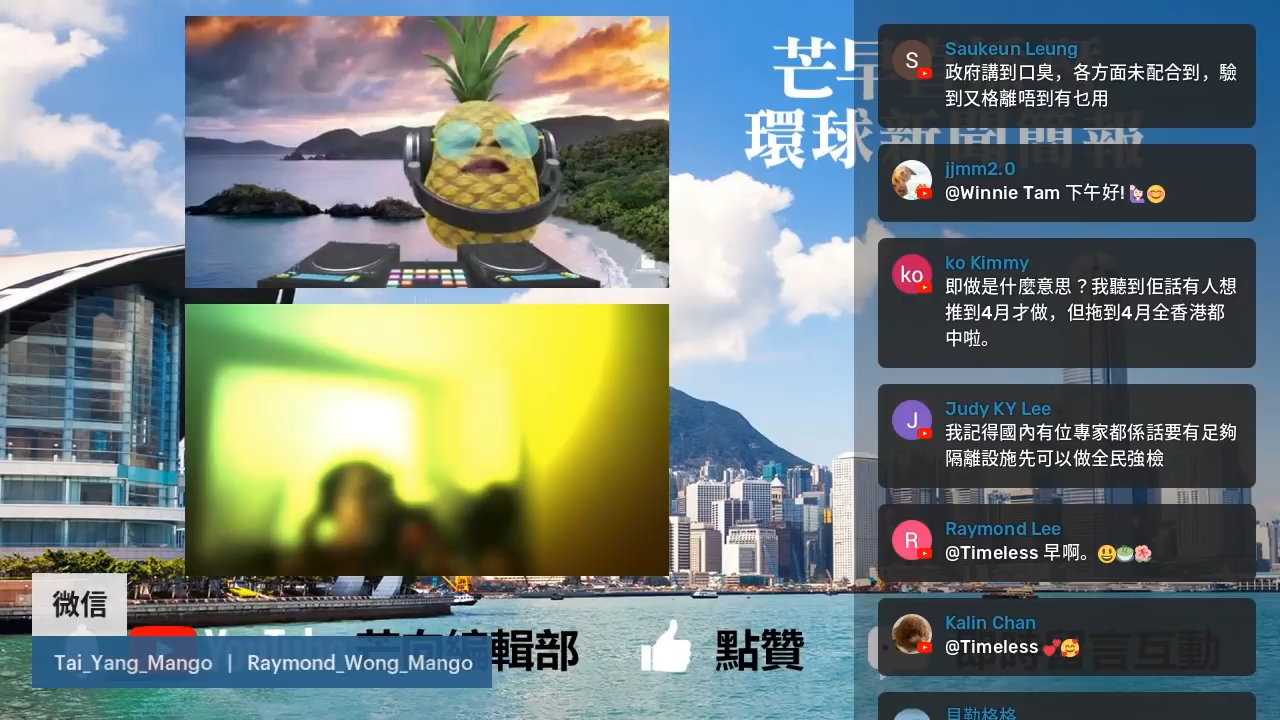 芒早
環球新聞簡報
Saukeun Leung
政府講到口臭，各方面未配合到，驗
到又格離唔到有乜用
jjmm2.0
@Winnie Tam 下午好! 🙋🏻‍♀️😊
ko Kimmy
即做是什麼意思？我聽到佢話有人想
推到4月才做，但拖到4月全香港都
中啦。
Judy KY Lee
我記得國內有位專家都係話要有足夠
隔離設施先可以做全民強檢
Raymond Lee
@Timeless 早啊。😃🍵🌺
Kalin Chan
@Timeless 💕🥰
貝勒格格
微信
Tai_Yang_Mango | Raymond_Wong_Mango
編輯部
點贊
即時留言互動